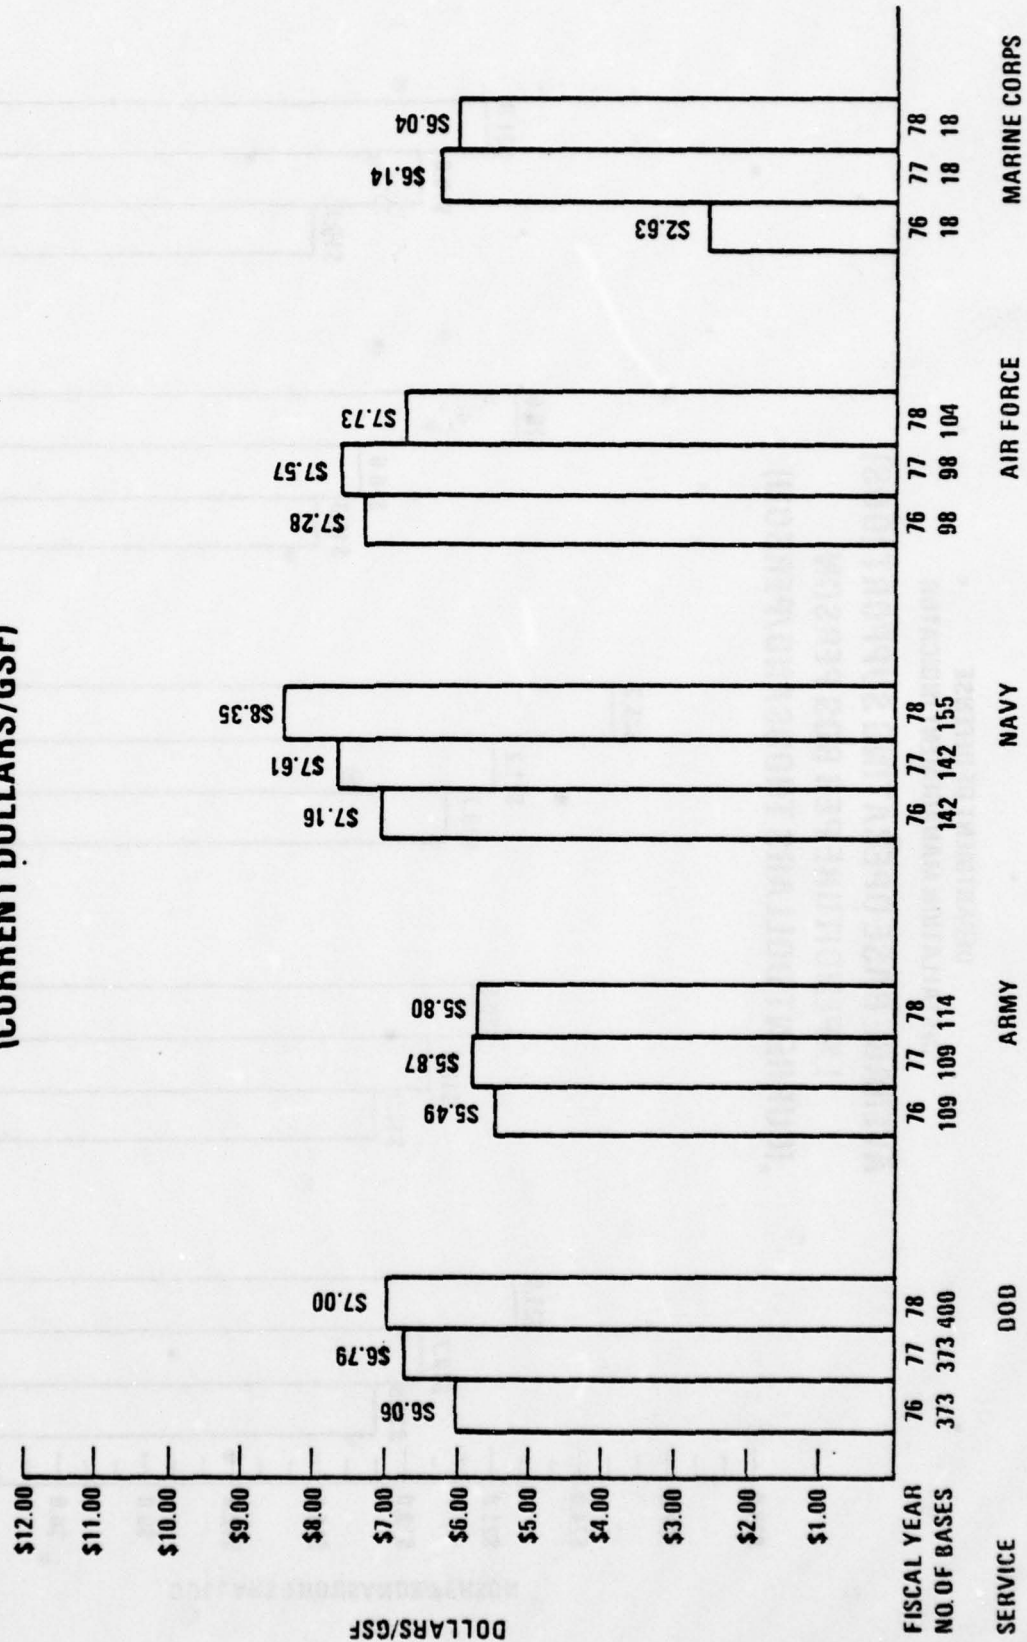 (CURRENT DOLLARS/GSF)
DOLLARS/GSF
$12.00
$11.00
$10.00
$9.00
$8.00
$7.00
$6.00
$5.00
$4.00
$3.00
$2.00
$1.00
$6.06 $6.79 $7.00
$5.49 $5.87 $5.80
$7.16 $7.61 $8.35
$7.28 $7.57 $7.73
$2.63 $6.14 $6.04
FISCAL YEAR 76 77 78 76 77 78 76 77 78 76 77 78 76 77 78
NO. OF BASES 373 373 400 109 109 114 142 142 155 98 98 104 18 18 18
SERVICE DOD ARMY NAVY AIR FORCE MARINE CORPS